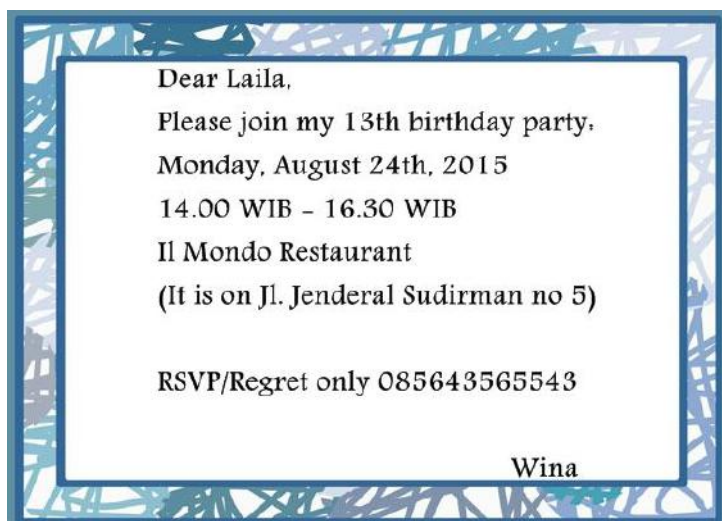 Dear Laila,
Please join my 13th birthday party:
Monday, August 24th, 2015
14.00 WIB - 16.30 WIB
Il Mondo Restaurant
(It is on Jl. Jenderal Sudirman no 5)
RSVP/Regret only 085643565543
Wina